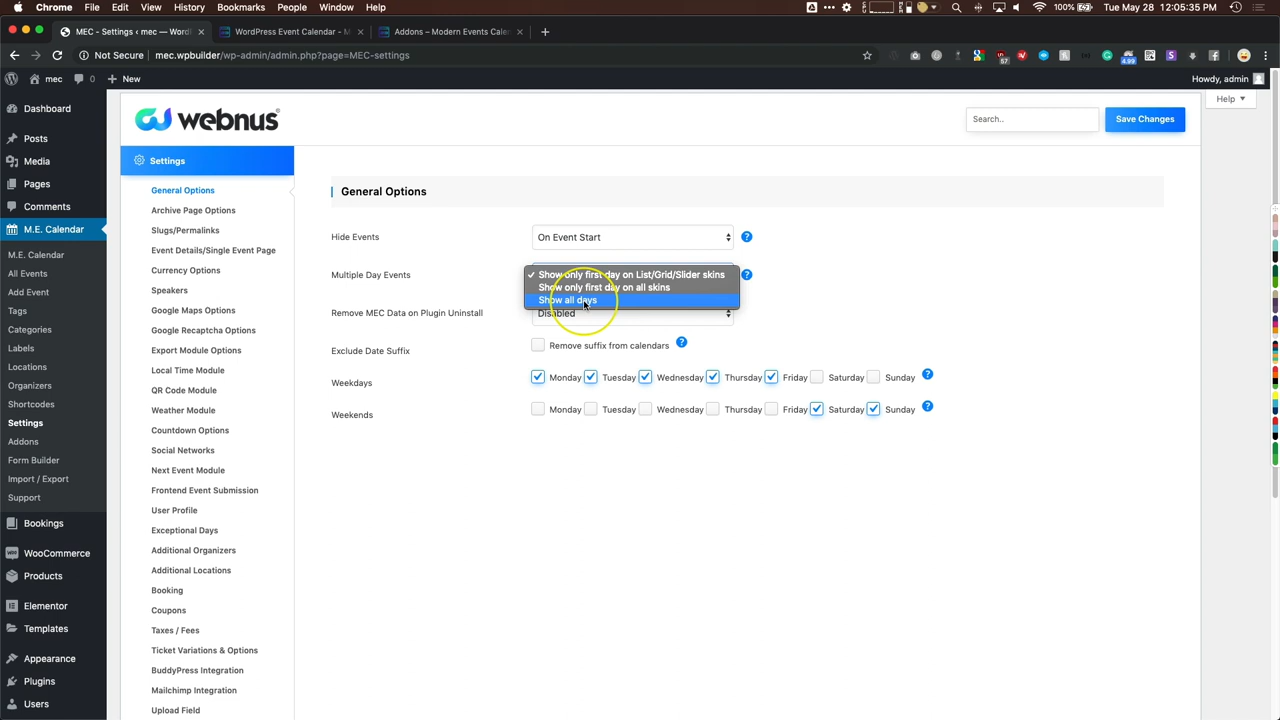 Chrome File Edit View History Bookmarks People Window Help 100% Tue May 28 12:05:35 PM
MEC - Settings ‹ mec — Word
WordPress Event Calendar - M
Addons – Modern Events Cale
Not Secure mec.wpbuilder/wp-admin/admin.php?page=MEC-settings
57
4.99
mec 0 New
Howdy, admin
Help
Dashboard
Posts
Media
Pages
Comments
M.E. Calendar
M.E. Calendar
All Events
Add Event
Tags
Categories
Labels
Locations
Organizers
Shortcodes
Settings
Addons
Form Builder
Import / Export
Support
Bookings
WooCommerce
Products
Elementor
Templates
Appearance
Plugins
Users
webnus
Search..
Save Changes
Settings
General Options
Archive Page Options
Slugs/Permalinks
Event Details/Single Event Page
Currency Options
Speakers
Google Maps Options
Google Recaptcha Options
Export Module Options
Local Time Module
QR Code Module
Weather Module
Countdown Options
Social Networks
Next Event Module
Frontend Event Submission
User Profile
Exceptional Days
Additional Organizers
Additional Locations
Booking
Coupons
Taxes / Fees
Ticket Variations & Options
BuddyPress Integration
Mailchimp Integration
Upload Field
General Options
Hide Events On Event Start ?
Multiple Day Events ?
Show only first day on List/Grid/Slider skins
Show only first day on all skins
Show all days
Remove MEC Data on Plugin Uninstall Disabled
Exclude Date Suffix Remove suffix from calendars ?
Weekdays Monday Tuesday Wednesday Thursday Friday Saturday Sunday ?
Weekends Monday Tuesday Wednesday Thursday Friday Saturday Sunday ?